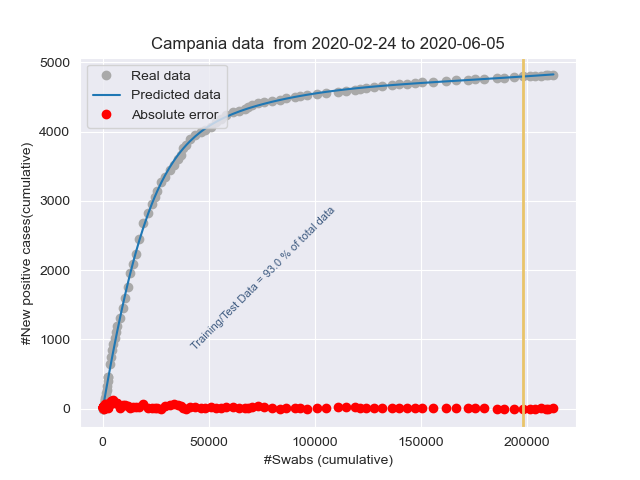 Campania data  from 2020-02-24 to 2020-06-05
5000
4000
3000
2000
1000
0
#New positive cases(cumulative)
Real data
Predicted data
Absolute error
Training/Test Data = 93.0 % of total data
0
50000
100000
150000
200000
#Swabs (cumulative)